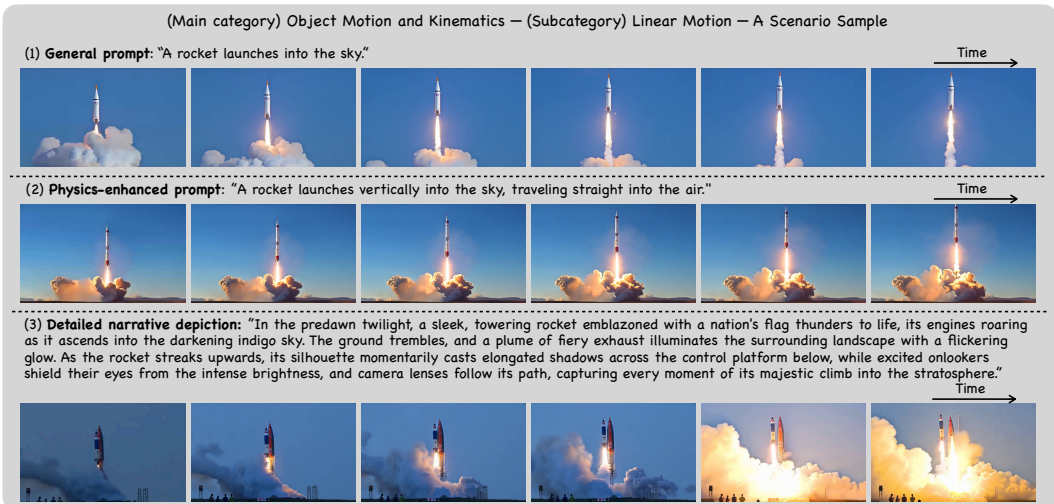 (Main category) Object Motion and Kinematics — (Subcategory) Linear Motion — A Scenario Sample
(1) General prompt: “A rocket launches into the sky.”
Time
(2) Physics-enhanced prompt: “A rocket launches vertically into the sky, traveling straight into the air."
Time
(3) Detailed narrative depiction: “In the predawn twilight, a sleek, towering rocket emblazoned with a nation's flag thunders to life, its engines roaring
as it ascends into the darkening indigo sky. The ground trembles, and a plume of fiery exhaust illuminates the surrounding landscape with a flickering
glow. As the rocket streaks upwards, its silhouette momentarily casts elongated shadows across the control platform below, while excited onlookers
shield their eyes from the intense brightness, and camera lenses follow its path, capturing every moment of its majestic climb into the stratosphere.”
Time